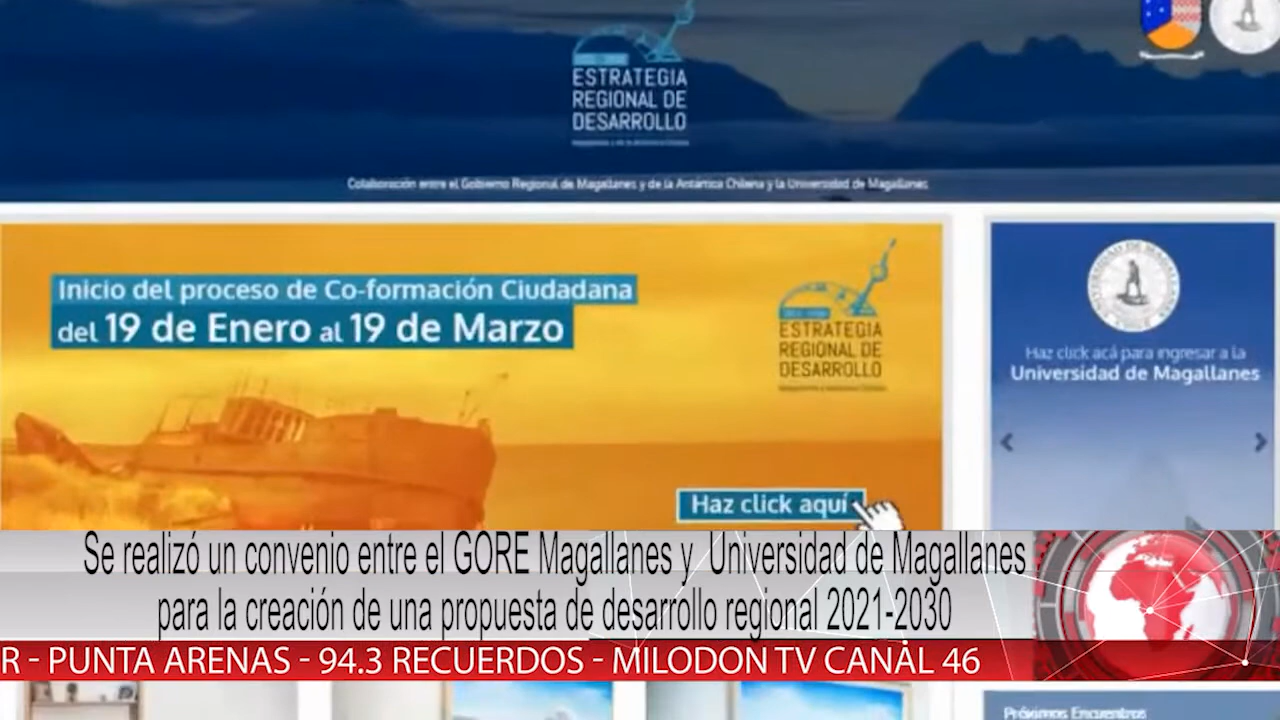 ESTRATEGIA
REGIONAL DE
DESARROLLO
Colaboración entre el Gobierno Regional de Magallanes y de la Antártica Chilena y la Universidad de Magallanes
Inicio del proceso de Co-formación Ciudadana
del 19 de Enero al 19 de Marzo
ESTRATEGIA
REGIONAL DE
DESARROLLO
Haz click acá para ingresar a la
Universidad de Magallanes
Haz click aquí
Se realizó un convenio entre el GORE Magallanes y Universidad de Magallanes
para la creación de una propuesta de desarrollo regional 2021-2030
R - PUNTA ARENAS - 94.3 RECUERDOS - MILODON TV CANAL 46
Próximos Encuentros